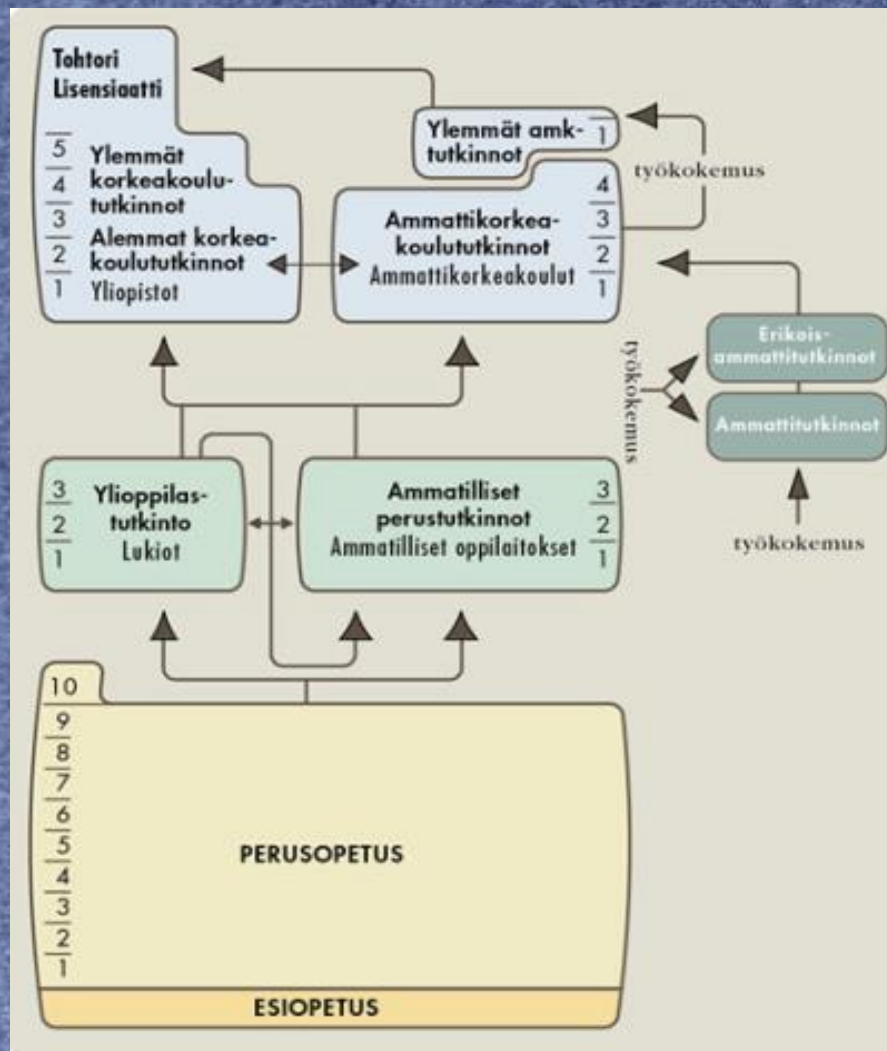 Tohtori
Lisensiaatti
5
4
3
2
1
Ylemmät
korkeakoulu-
tutkinnot
Alemmat korkea-
koulututkinnot
Yliopistot
Ylemmät amk-
tutkinnot
1
työkokemus
Ammattikorkea-
koulututkinnot
Ammattikorkeakoulut
4
3
2
1
Erikois-
ammattitutkinnot
työkokemus
Ammattitutkinnot
työkokemus
3
2
1
Ylioppilas-
tutkinto
Lukiot
Ammatilliset
perustutkinnot
Ammatilliset oppilaitokset
3
2
1
10
9
8
7
6
5
4
3
2
1
PERUSOPETUS
ESIOPETUS